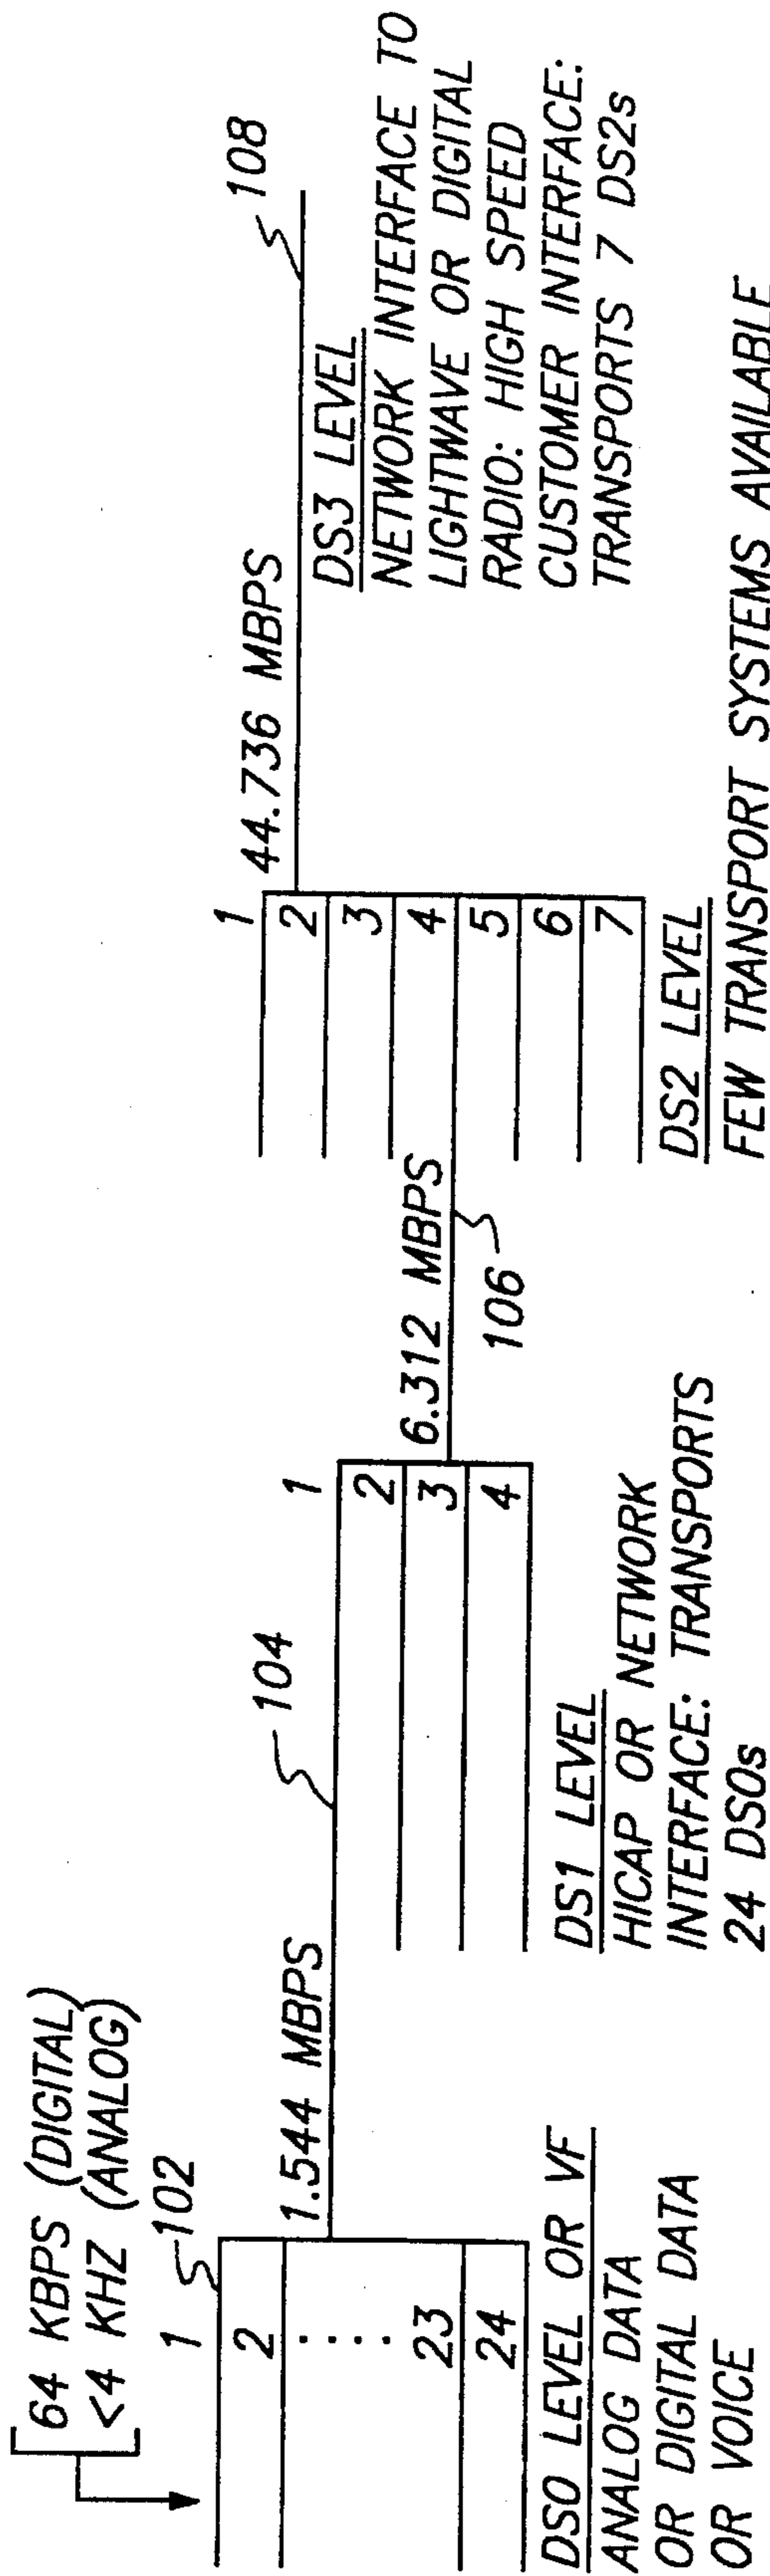 64 KBPS (DIGITAL)
<4 KHZ (ANALOG)
1
102
2
23
24
DS0 LEVEL OR VF
ANALOG DATA
OR DIGITAL DATA
OR VOICE
1.544 MBPS
104
1
2
3
4
DS1 LEVEL
HICAP OR NETWORK
INTERFACE: TRANSPORTS
24 DS0s
6.312 MBPS
106
1
2
3
4
5
6
7
DS2 LEVEL
FEW TRANSPORT SYSTEMS AVAILABLE
44.736 MBPS
108
DS3 LEVEL
NETWORK INTERFACE TO
LIGHTWAVE OR DIGITAL
RADIO: HIGH SPEED
CUSTOMER INTERFACE:
TRANSPORTS 7 DS2s